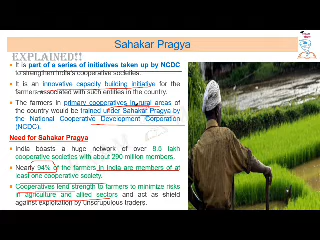 Sahakar Pragya
EXPLAINED!!
It is part of a series of initiatives taken up by NCDC
to strengthen India's cooperative societies.
It is an innovative capacity building initiative for
the farmers associated with such entities in the country.
The farmers in primary cooperatives in rural areas of
the country would be trained under Sahakar Pragya by
the National Cooperative Development Corporation
(NCDC).
Need for Sahakar Pragya
India boasts a huge network of over 8.5 lakh
cooperative societies with about 290 million members.
Nearly 94% of the farmers in India are members of at
least one cooperative society.
Cooperatives lend strength to farmers to minimize risks
in agriculture and allied sectors and act as shield
against exploitation by unscrupulous traders.